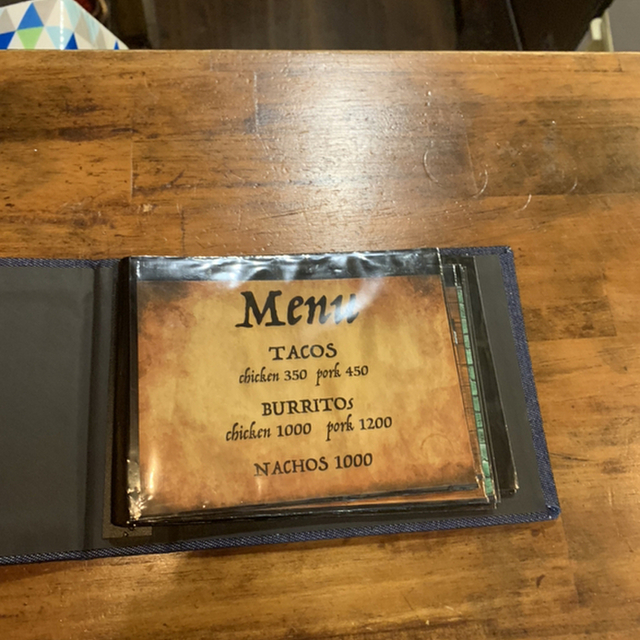 Menu
TACOS
chicken 350 pork 450
BURRITOS
chicken 1000 pork 1200
NACHOS 1000